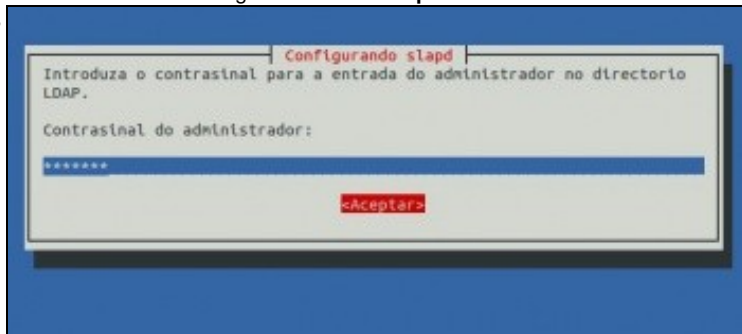 Configurando slapd
Introduza o contrasinal para a entrada do administrador no directorio
LDAP.
Contrasinal do administrador:
*******
<Aceptar>